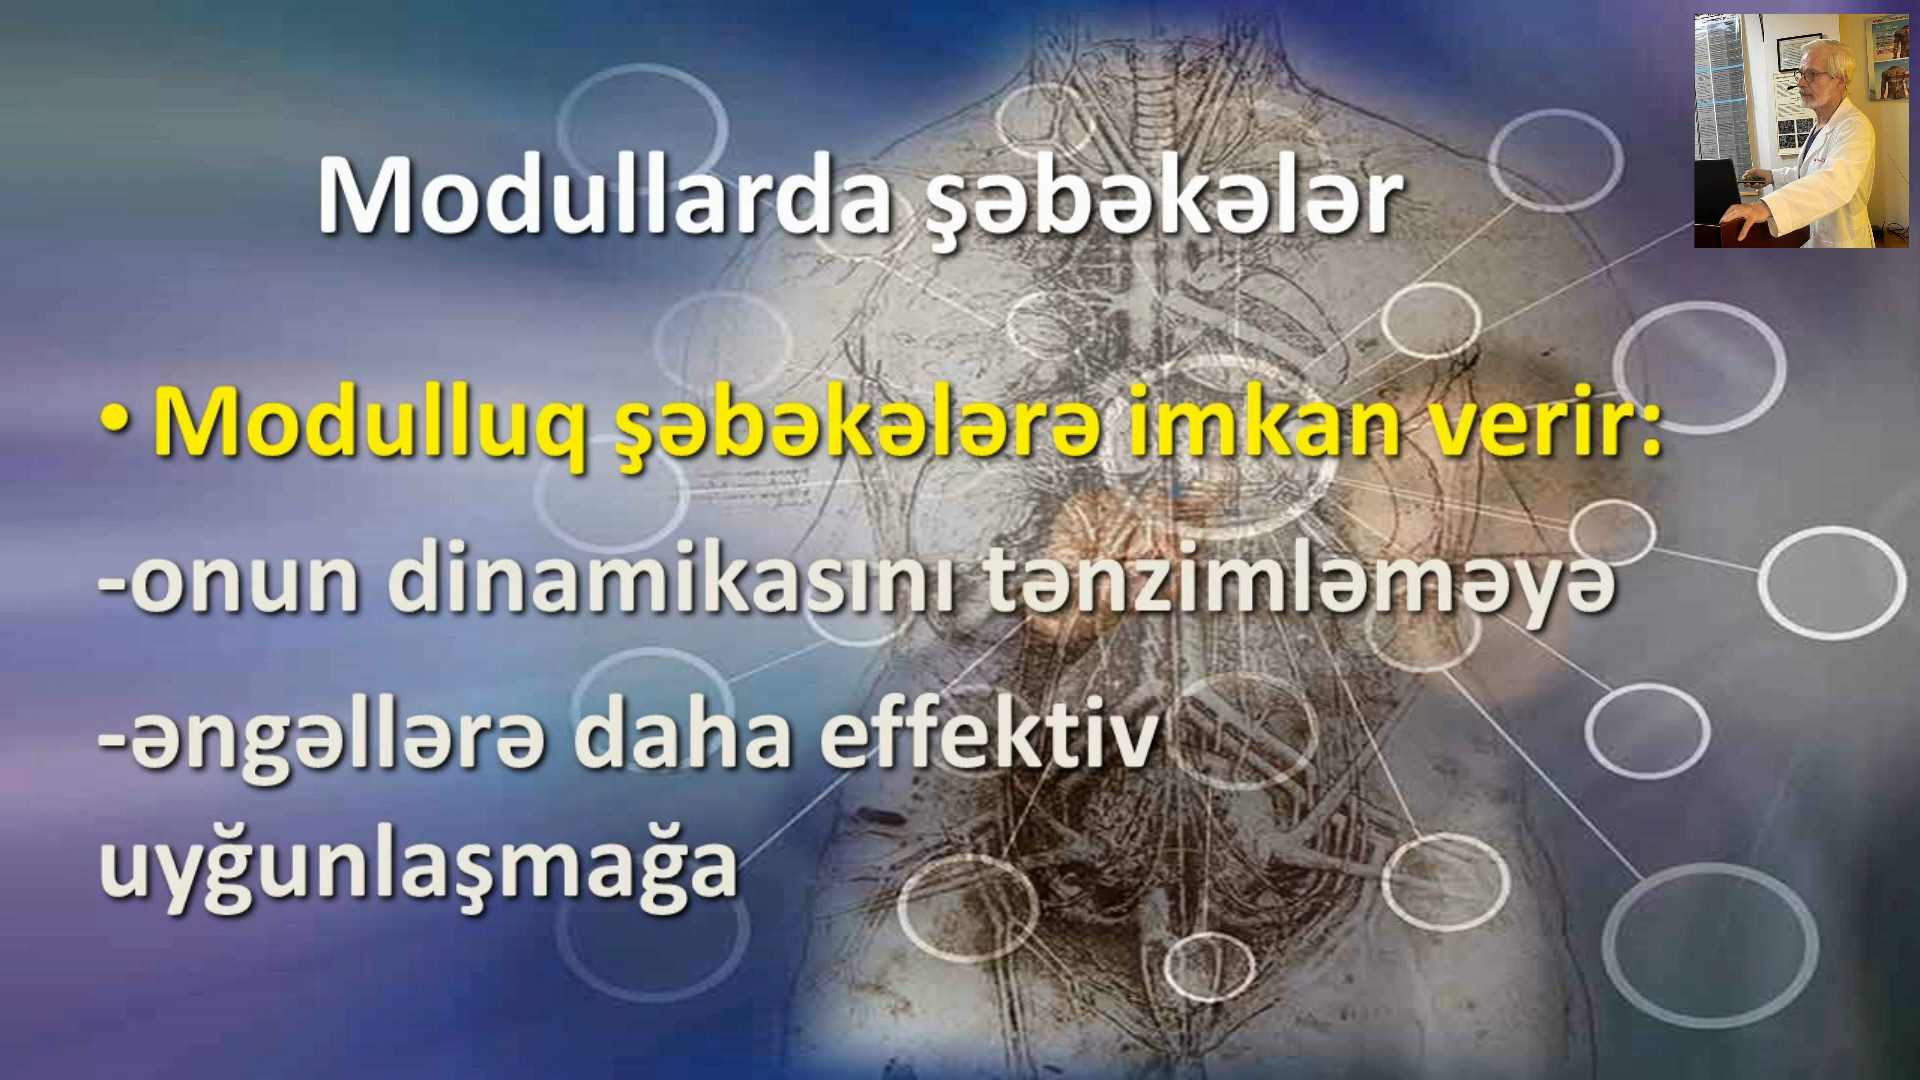 Modullarda şəbəkələr
• Modulluq şəbəkələrə imkan verir:
-onun dinamikasını tənzimləməyə
-əngəllərə daha effektiv
uyğunlaşmağa